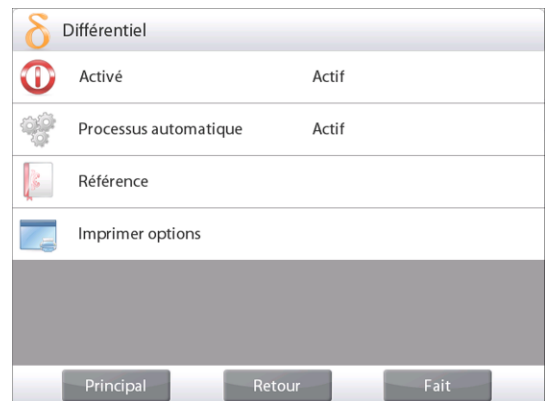 δ Différentiel
Activé Actif
Processus automatique Actif
Référence
Imprimer options
Principal Retour Fait